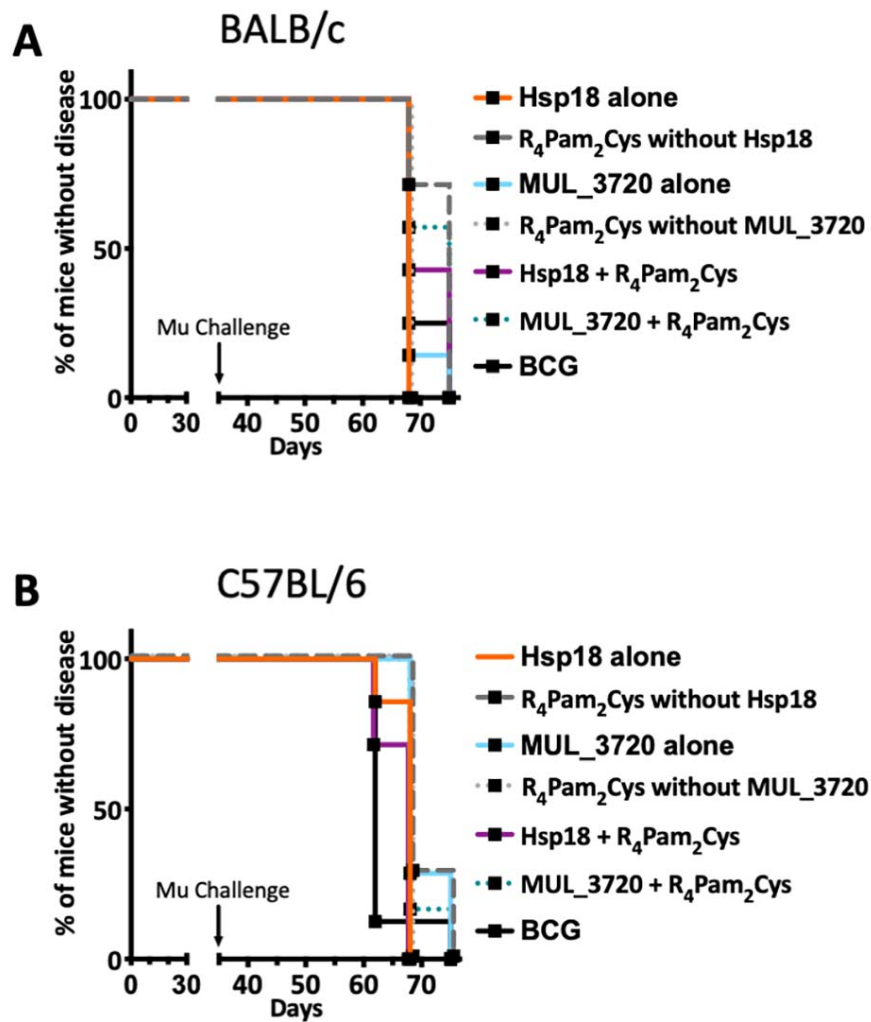 A
BALB/c
% of mice without disease
100
50
0
Mu Challenge
0 30 40 50 60 70
Days
Hsp18 alone
R₄Pam₂Cys without Hsp18
MUL_3720 alone
R₄Pam₂Cys without MUL_3720
Hsp18 + R₄Pam₂Cys
MUL_3720 + R₄Pam₂Cys
BCG
B
C57BL/6
% of mice without disease
100
50
0
Mu Challenge
0 30 40 50 60 70
Days
Hsp18 alone
R₄Pam₂Cys without Hsp18
MUL_3720 alone
R₄Pam₂Cys without MUL_3720
Hsp18 + R₄Pam₂Cys
MUL_3720 + R₄Pam₂Cys
BCG